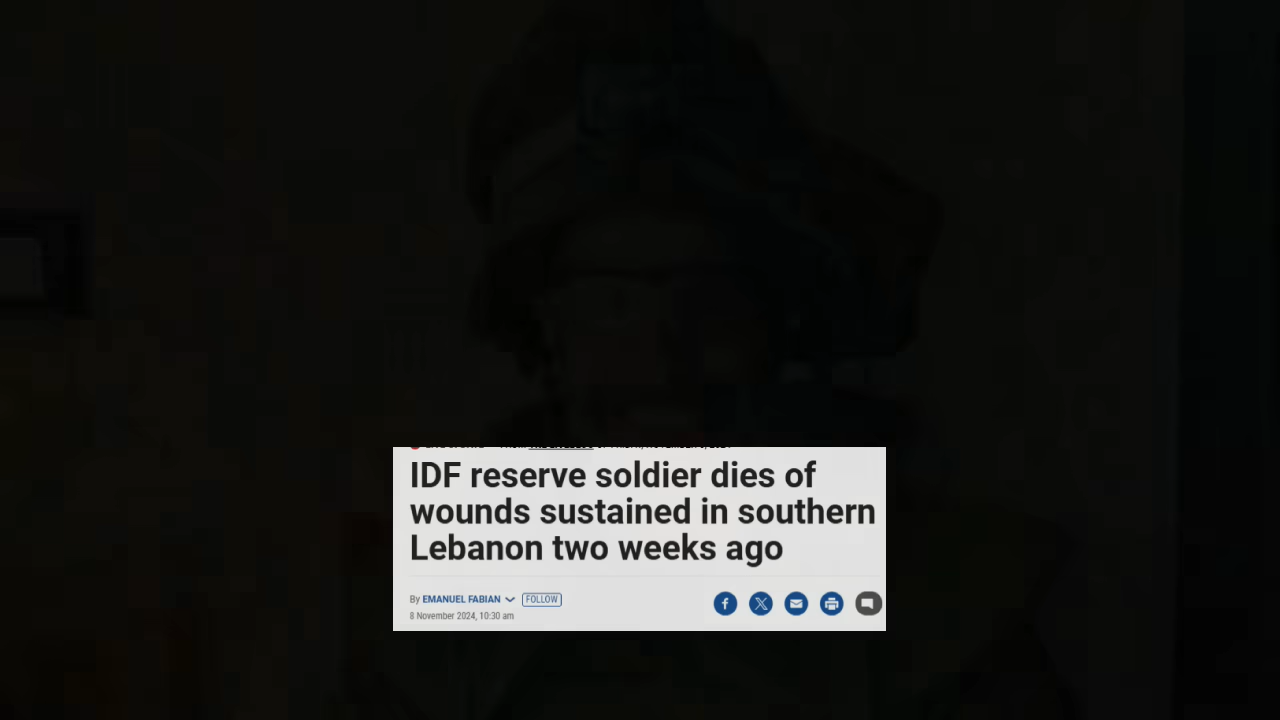 IDF reserve soldier dies of
wounds sustained in southern
Lebanon two weeks ago
By EMANUEL FABIAN FOLLOW
8 November 2024, 10:30 am